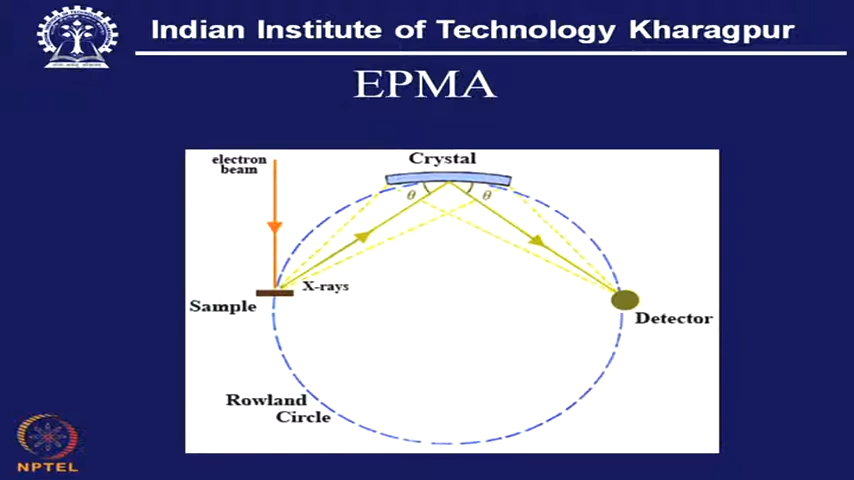 Indian Institute of Technology Kharagpur
EPMA
electron
beam
Crystal
θ
θ
X-rays
Sample
Detector
Rowland
Circle
NPTEL